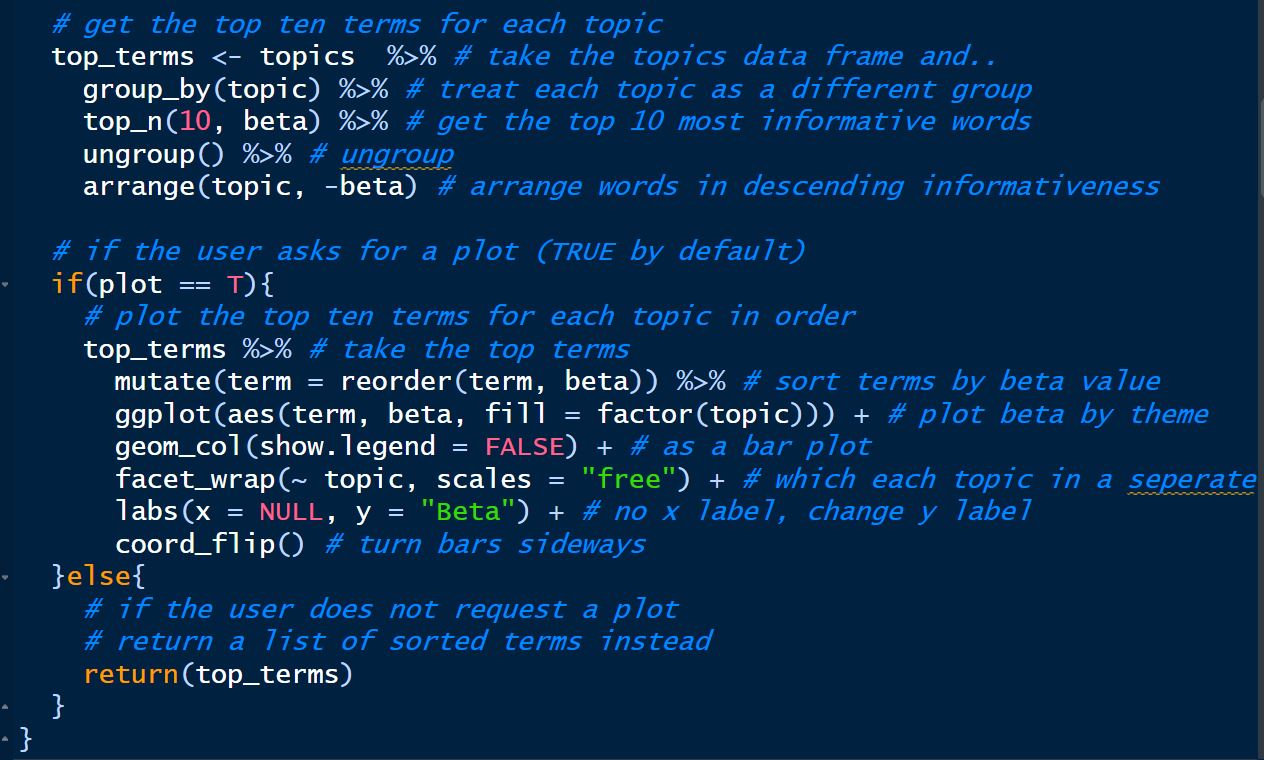 # get the top ten terms for each topic
top_terms <- topics  %>% # take the topics data frame and..
group_by(topic) %>% # treat each topic as a different group
top_n(10, beta) %>% # get the top 10 most informative words
ungroup() %>% # ungroup
arrange(topic, -beta) # arrange words in descending informativeness
# if the user asks for a plot (TRUE by default)
if(plot == T){
# plot the top ten terms for each topic in order
top_terms %>% # take the top terms
mutate(term = reorder(term, beta)) %>% # sort terms by beta value
ggplot(aes(term, beta, fill = factor(topic))) + # plot beta by theme
geom_col(show.legend = FALSE) + # as a bar plot
facet_wrap(~ topic, scales = "free") + # which each topic in a seperate
labs(x = NULL, y = "Beta") + # no x label, change y label
coord_flip() # turn bars sideways
}else{
# if the user does not request a plot
# return a list of sorted terms instead
return(top_terms)
}
}